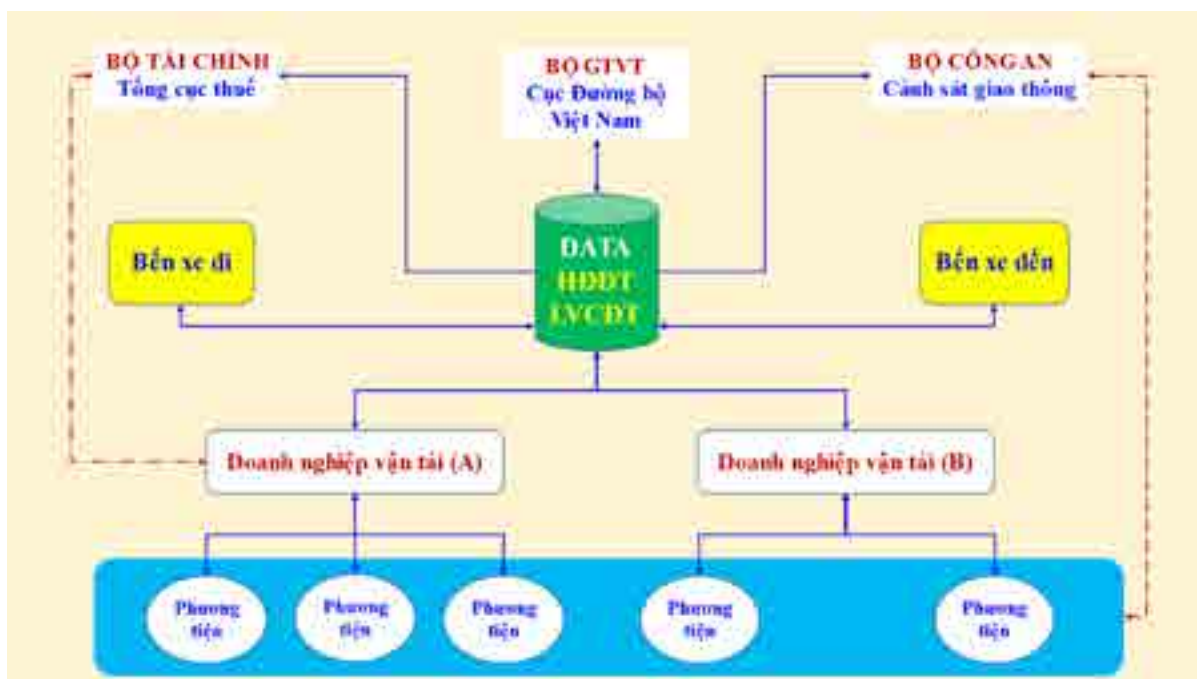 BỘ TÀI CHÍNH
Tổng cục thuế
BỘ GTVT
Cục Đường bộ
Việt Nam
BỘ CÔNG AN
Cảnh sát giao thông
Bến xe đi
DATA
HĐĐT
LVCĐT
Bến xe đến
Doanh nghiệp vận tải (A)
Doanh nghiệp vận tải (B)
Phương
tiện
Phương
tiện
Phương
tiện
Phương
tiện
Phương
tiện